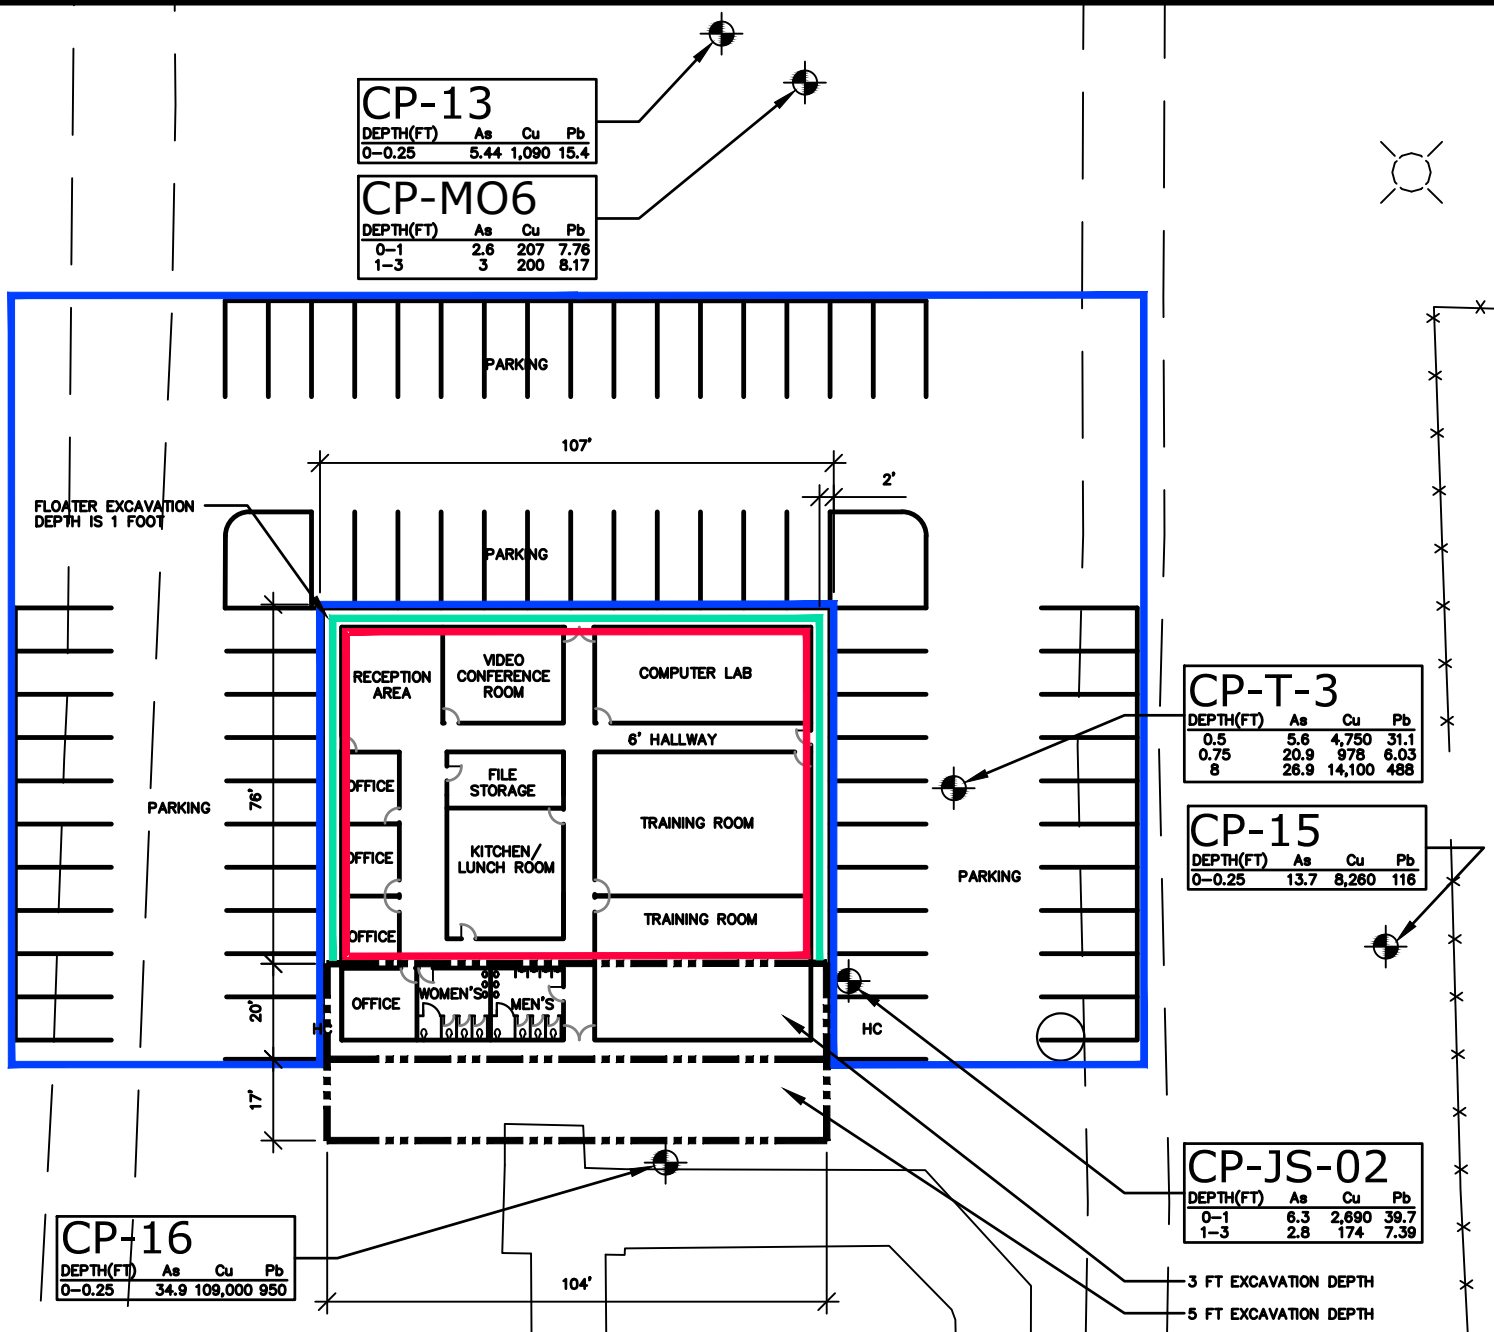 CP-13
DEPTH(FT) As Cu Pb
0-0.25 5.44 1,090 15.4
CP-MO6
DEPTH(FT) As Cu Pb
0-1 2.6 207 7.76
1-3 3 200 8.17
PARKING
107'
2'
FLOATER EXCAVATION
DEPTH IS 1 FOOT
PARKING
RECEPTION
AREA
VIDEO
CONFERENCE
ROOM
COMPUTER LAB
6' HALLWAY
CP-T-3
DEPTH(FT) As Cu Pb
0.5 5.6 4,750 31.1
0.75 20.9 978 6.03
8 26.9 14,100 488
OFFICE
FILE
STORAGE
76'
PARKING
TRAINING ROOM
CP-15
DEPTH(FT) As Cu Pb
0-0.25 13.7 8,260 116
OFFICE
KITCHEN/
LUNCH ROOM
PARKING
TRAINING ROOM
OFFICE
OFFICE
WOMEN'S
MEN'S
20'
HC
HC
17'
CP-JS-02
DEPTH(FT) As Cu Pb
0-1 6.3 2,690 39.7
1-3 2.8 174 7.39
CP-16
DEPTH(FT) As Cu Pb
0-0.25 34.9 109,000 950
104'
3 FT EXCAVATION DEPTH
5 FT EXCAVATION DEPTH